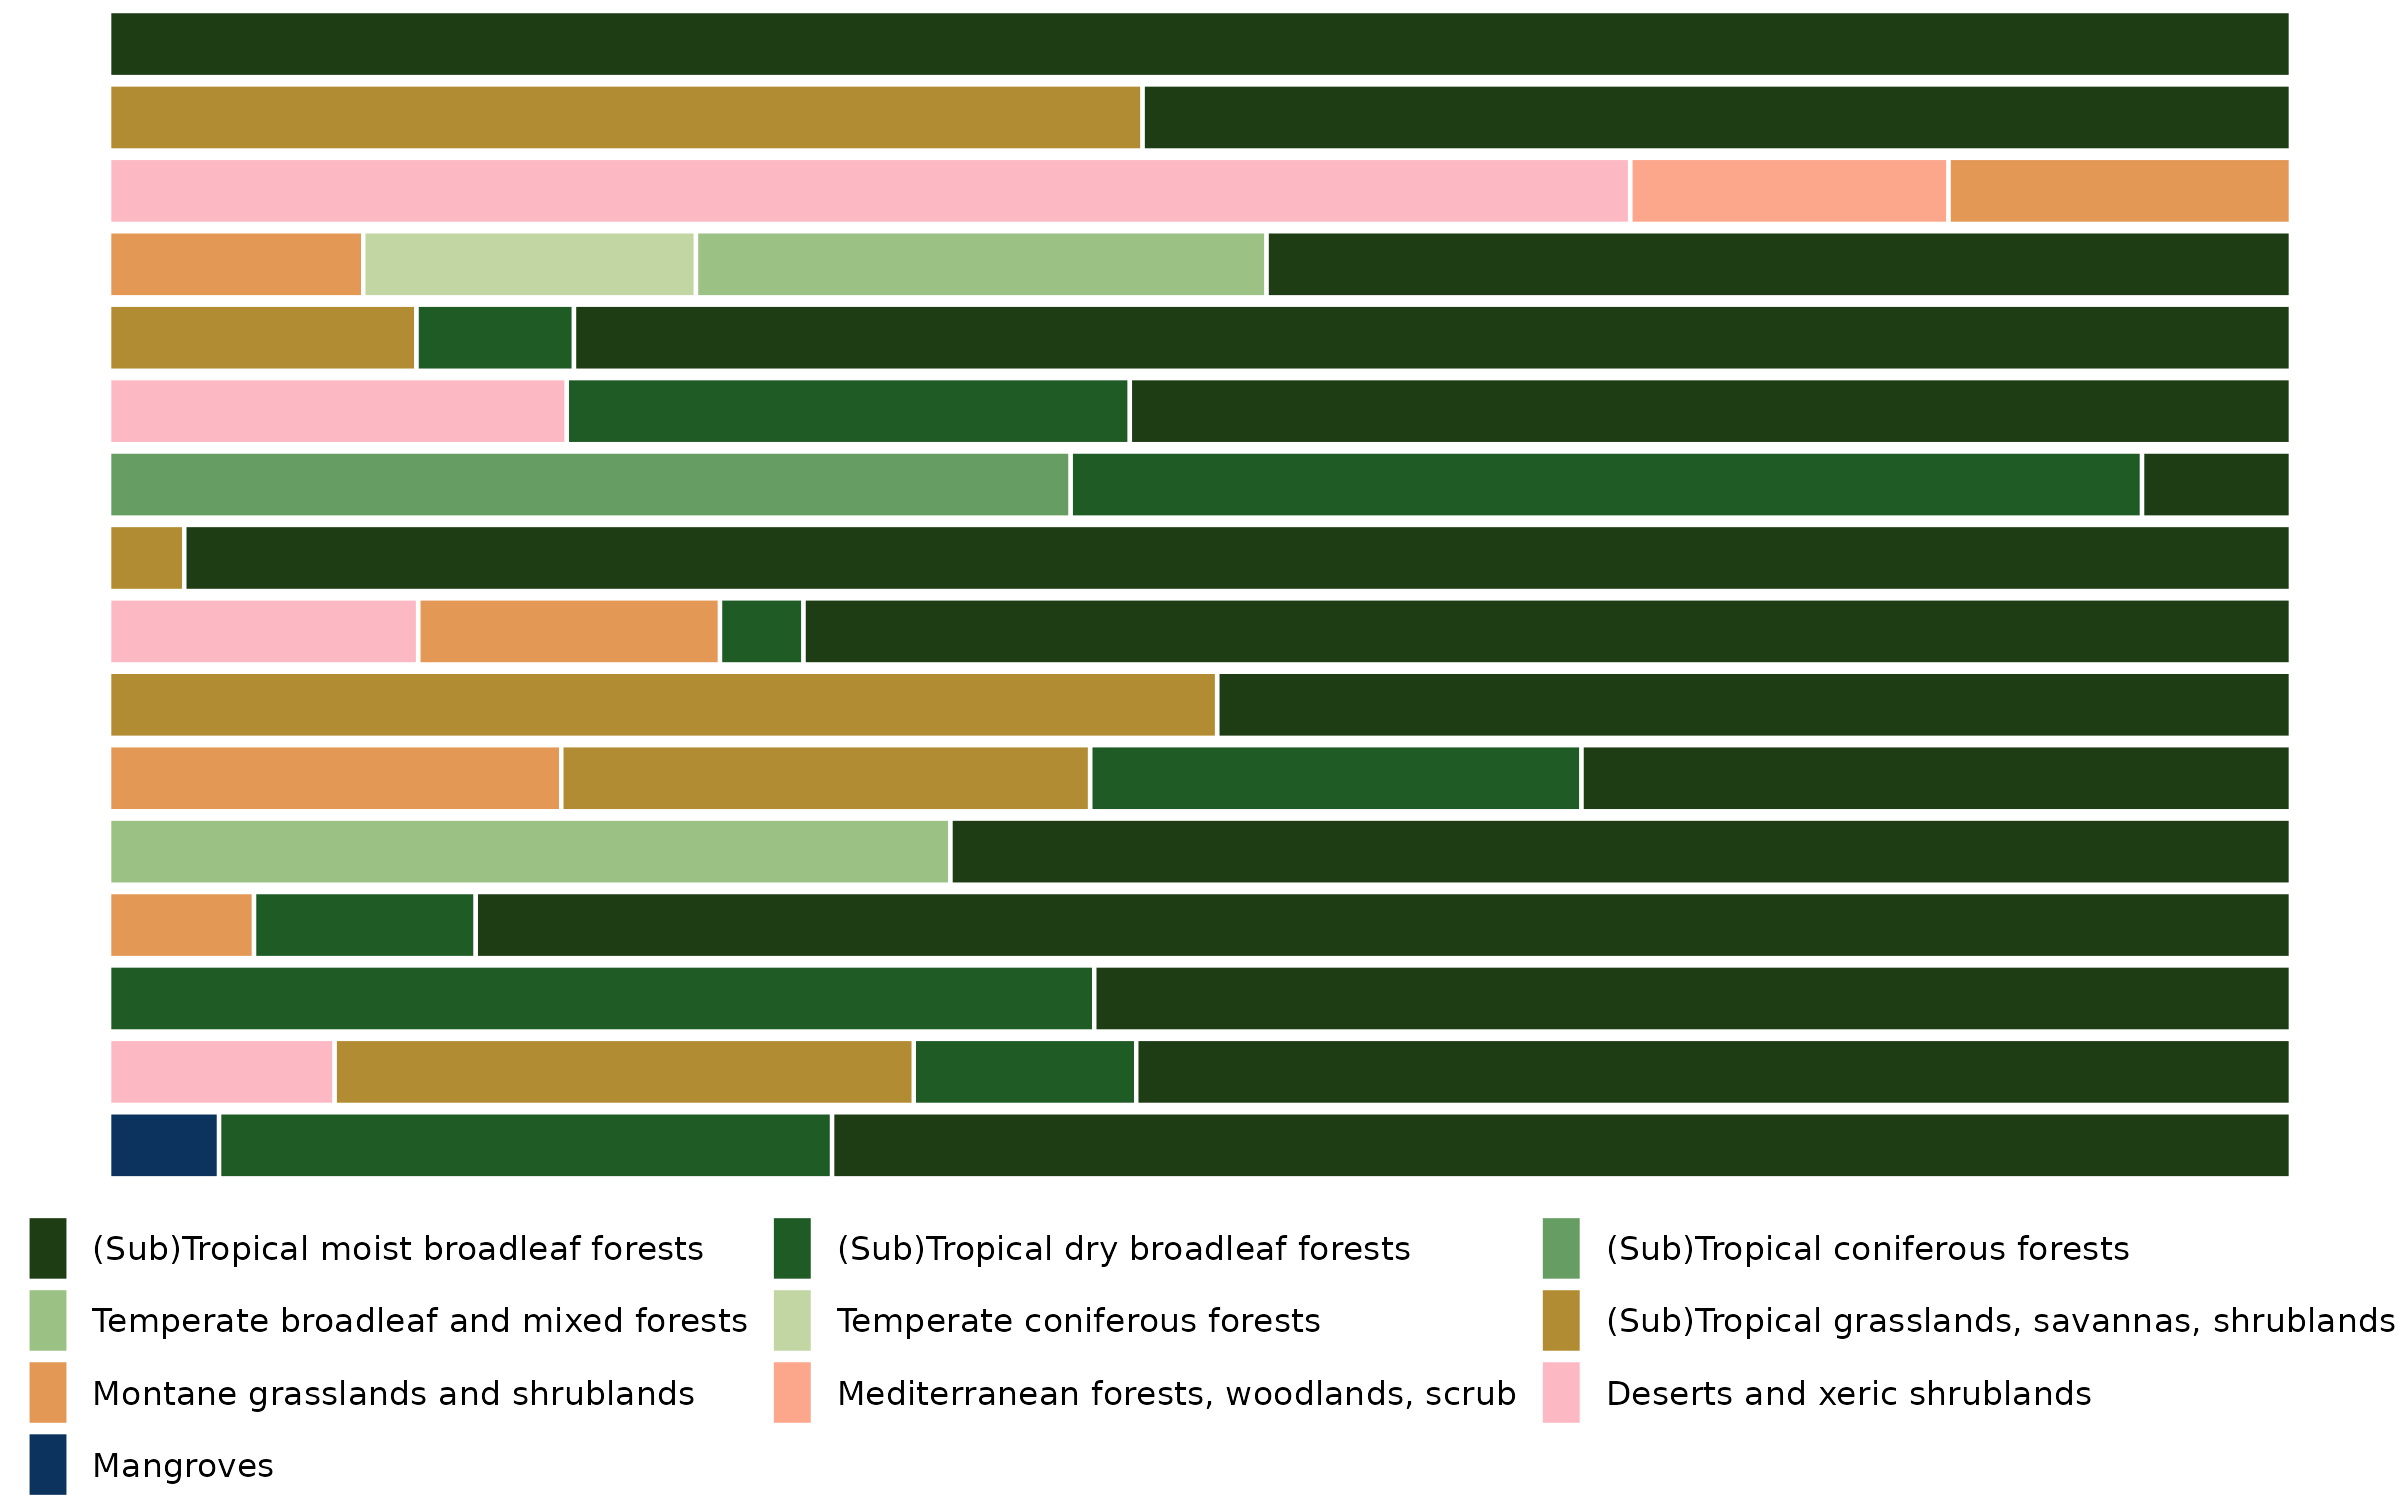 (Sub)Tropical moist broadleaf forests
(Sub)Tropical dry broadleaf forests
(Sub)Tropical coniferous forests
Temperate broadleaf and mixed forests
Temperate coniferous forests
(Sub)Tropical grasslands, savannas, shrublands
Montane grasslands and shrublands
Mediterranean forests, woodlands, scrub
Deserts and xeric shrublands
Mangroves